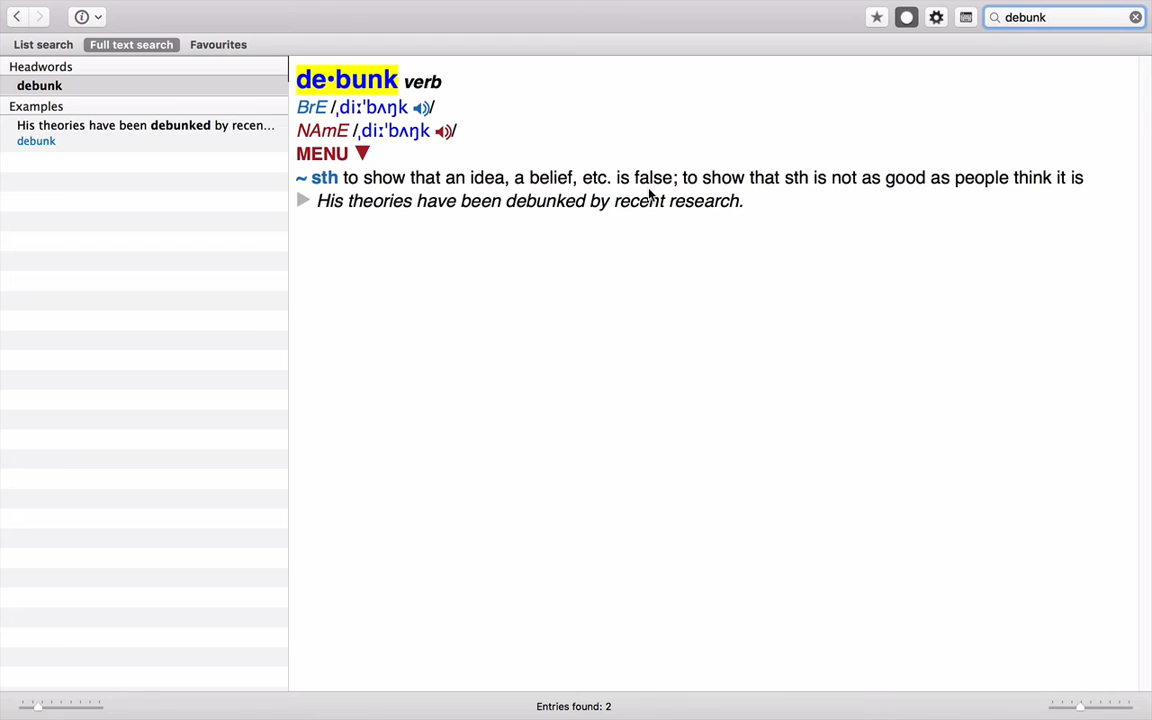 debunk
List search
Full text search
Favourites
Headwords
debunk
Examples
His theories have been debunked by recen...
debunk
de•bunk verb
BrE /ˌdiːˈbʌŋk /
NAmE /ˌdiːˈbʌŋk /
MENU ▼
~ sth to show that an idea, a belief, etc. is false; to show that sth is not as good as people think it is
His theories have been debunked by recent research.
Entries found: 2